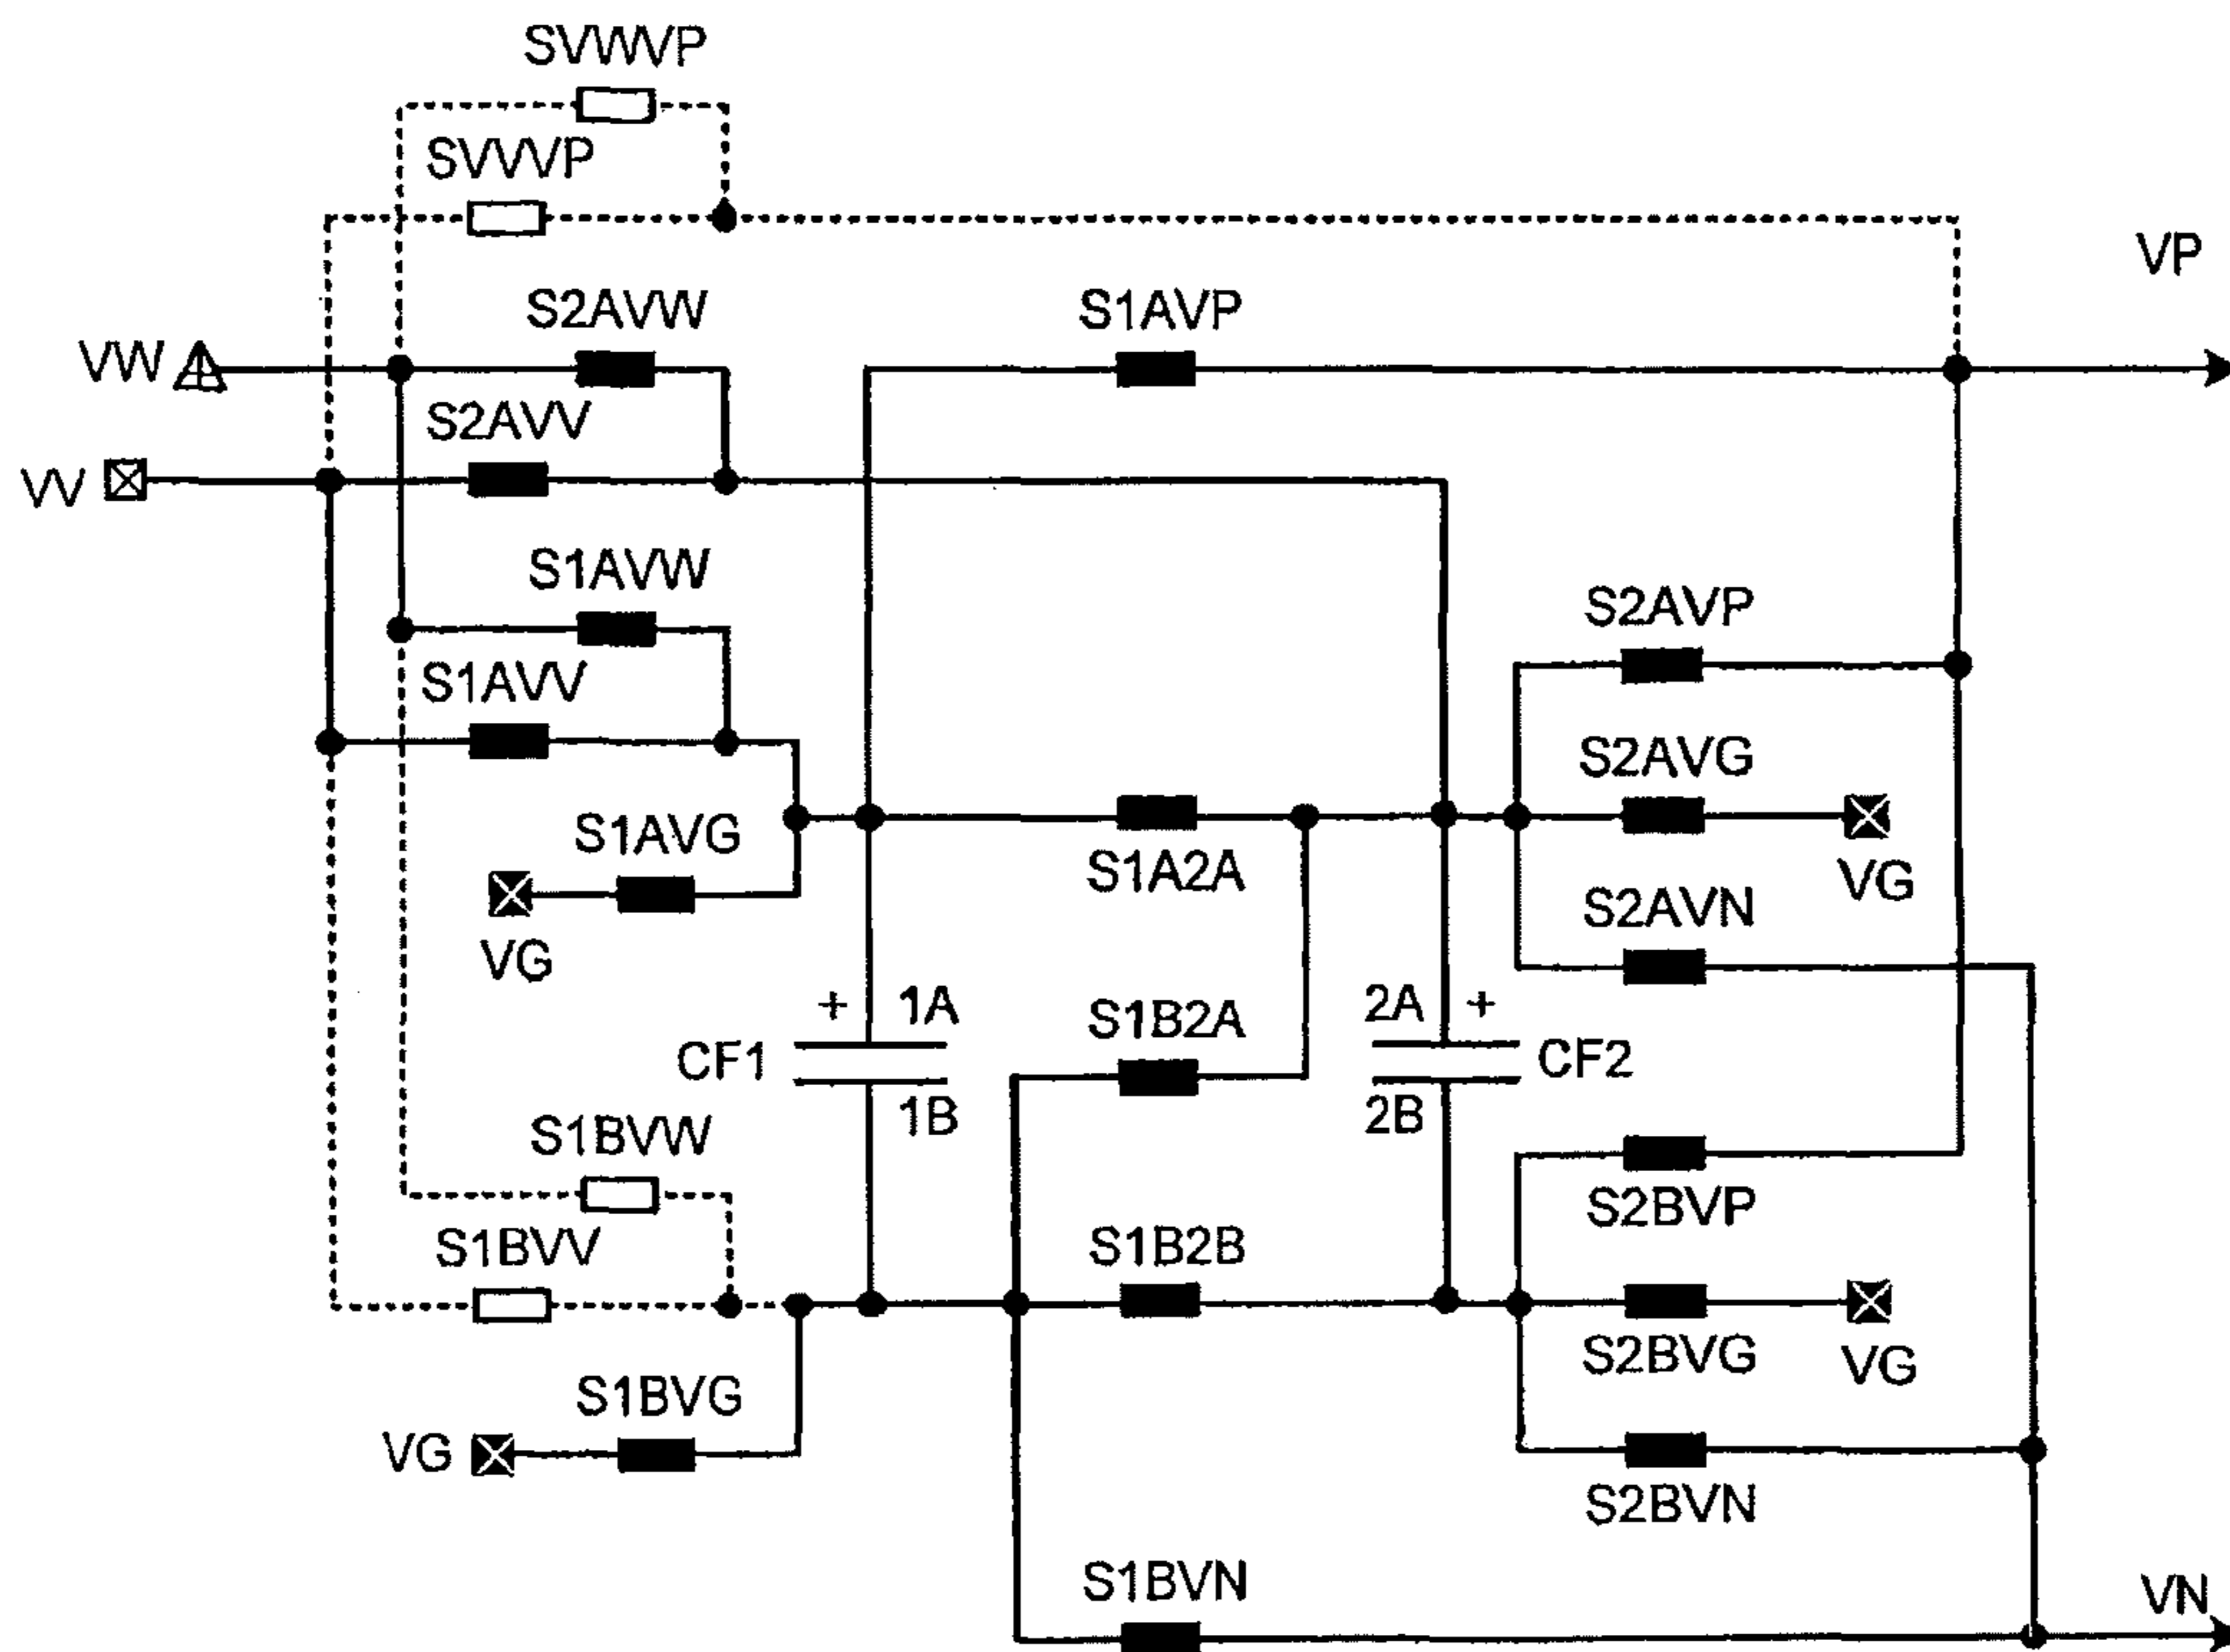 SVWVP
SVVVP
VP
S2AVW
S1AVP
VW
S2AVV
VV
S1AVW
S2AVP
S1AVV
S2AVG
S1AVG
S1A2A
VG
S2AVN
VG
+ 1A
S1B2A
2A +
CF1
CF2
1B
2B
S1BVW
S2BVP
S1BVV
S1B2B
S2BVG
VG
S1BVG
VG
S2BVN
S1BVN
VN